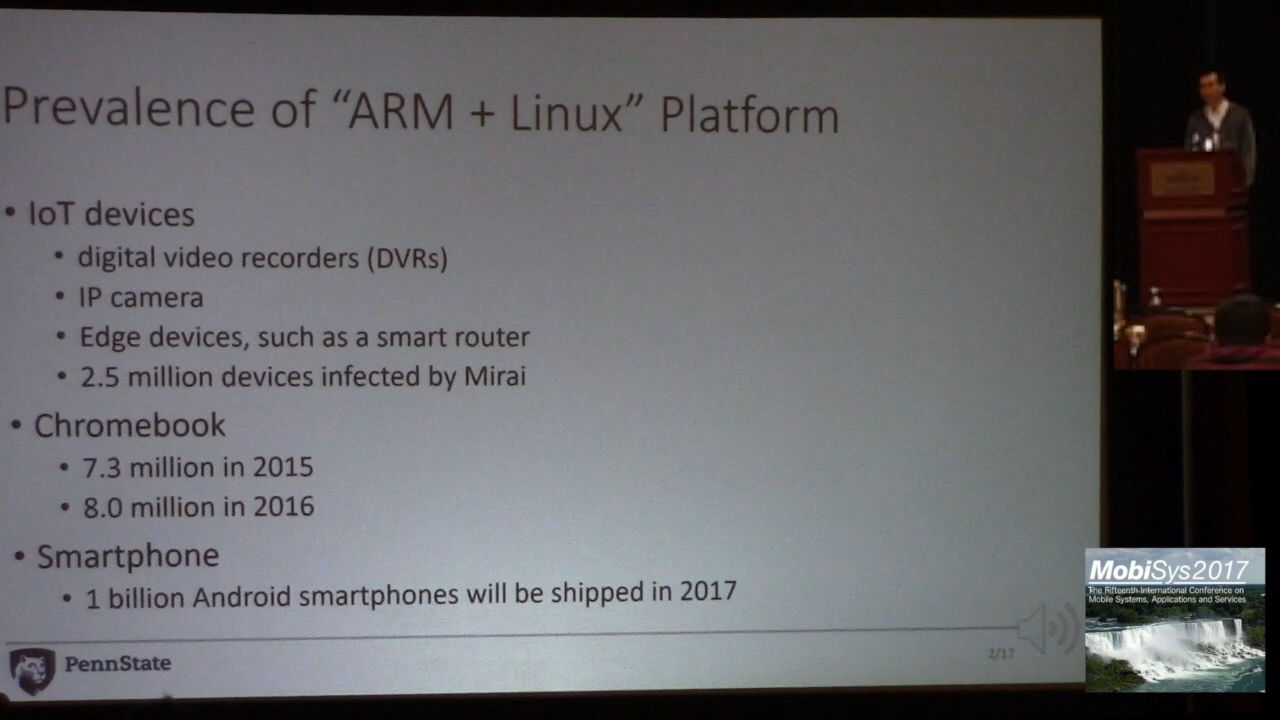 Prevalence of “ARM + Linux” Platform
• IoT devices
• digital video recorders (DVRs)
• IP camera
• Edge devices, such as a smart router
• 2.5 million devices infected by Mirai
• Chromebook
• 7.3 million in 2015
• 8.0 million in 2016
• Smartphone
• 1 billion Android smartphones will be shipped in 2017
2/17
PennState
MobiSys2017
The Fifteenth International Conference on
Mobile Systems, Applications and Services